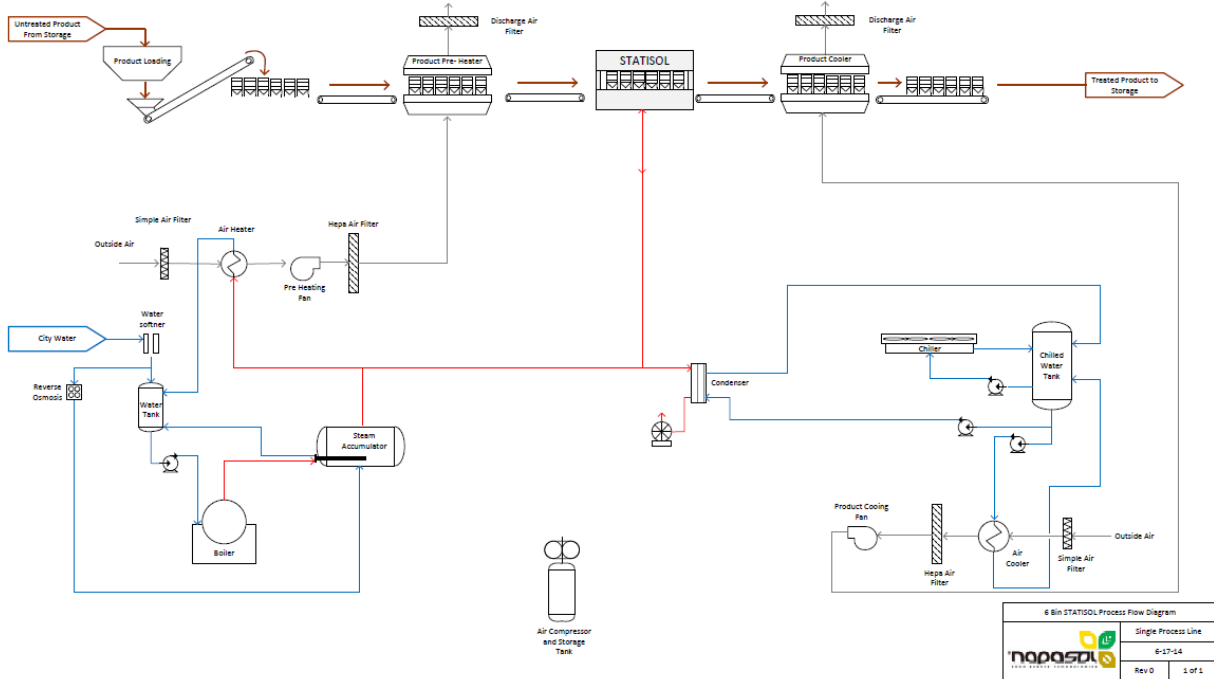 Untreated Product
From Storage
Product Loading
Discharge Air
Filter
Product Pre- Heater
STATISOL
Discharge Air
Filter
Product Cooler
Treated Product to
Storage
Simple Air Filter
Air Heater
Hepa Air Filter
Outside Air
Pre Heating
Fan
Water
softner
City Water
Reverse
Osmosis
Water
Tank
Steam
Accumulator
Boiler
Condenser
Chiller
Chilled
Water
Tank
Product Cooing
Fan
Hepa Air
Filter
Air
Cooler
Simple Air
Filter
Outside Air
Air Compressor
and Storage
Tank
6 Bin STATISOL Process Flow Diagram
napasol
Single Process Line
6-17-14
Rev 0
1 of 1